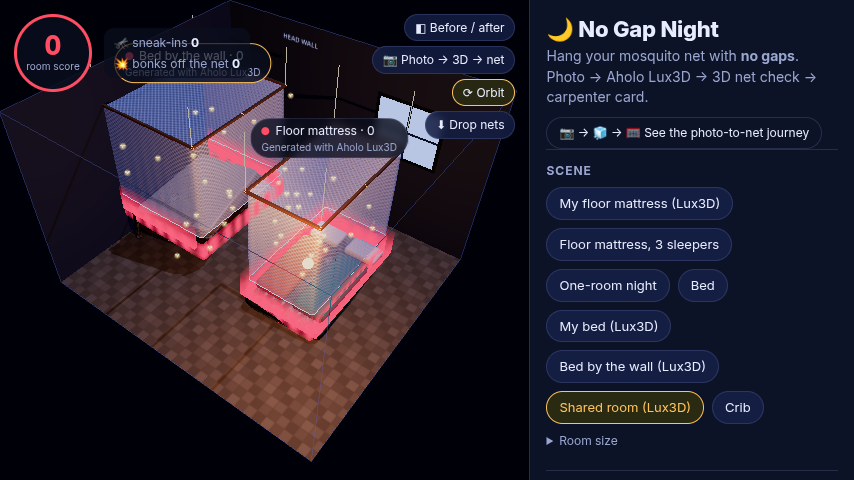 0
room score
🦟 sneak-ins 0
💥 bonks off the net 0
Bed by the wall · 0
Generated with Aholo Lux3D
HEAD WALL
Floor mattress · 0
Generated with Aholo Lux3D
◧ Before / after
📷 Photo → 3D → net
⟳ Orbit
⬇ Drop nets
🌙 No Gap Night
Hang your mosquito net with no gaps.
Photo → Aholo Lux3D → 3D net check →
carpenter card.
📷 → 🧊 → 🥅 See the photo-to-net journey
SCENE
My floor mattress (Lux3D)
Floor mattress, 3 sleepers
One-room night
Bed
My bed (Lux3D)
Bed by the wall (Lux3D)
Shared room (Lux3D)
Crib
▶ Room size